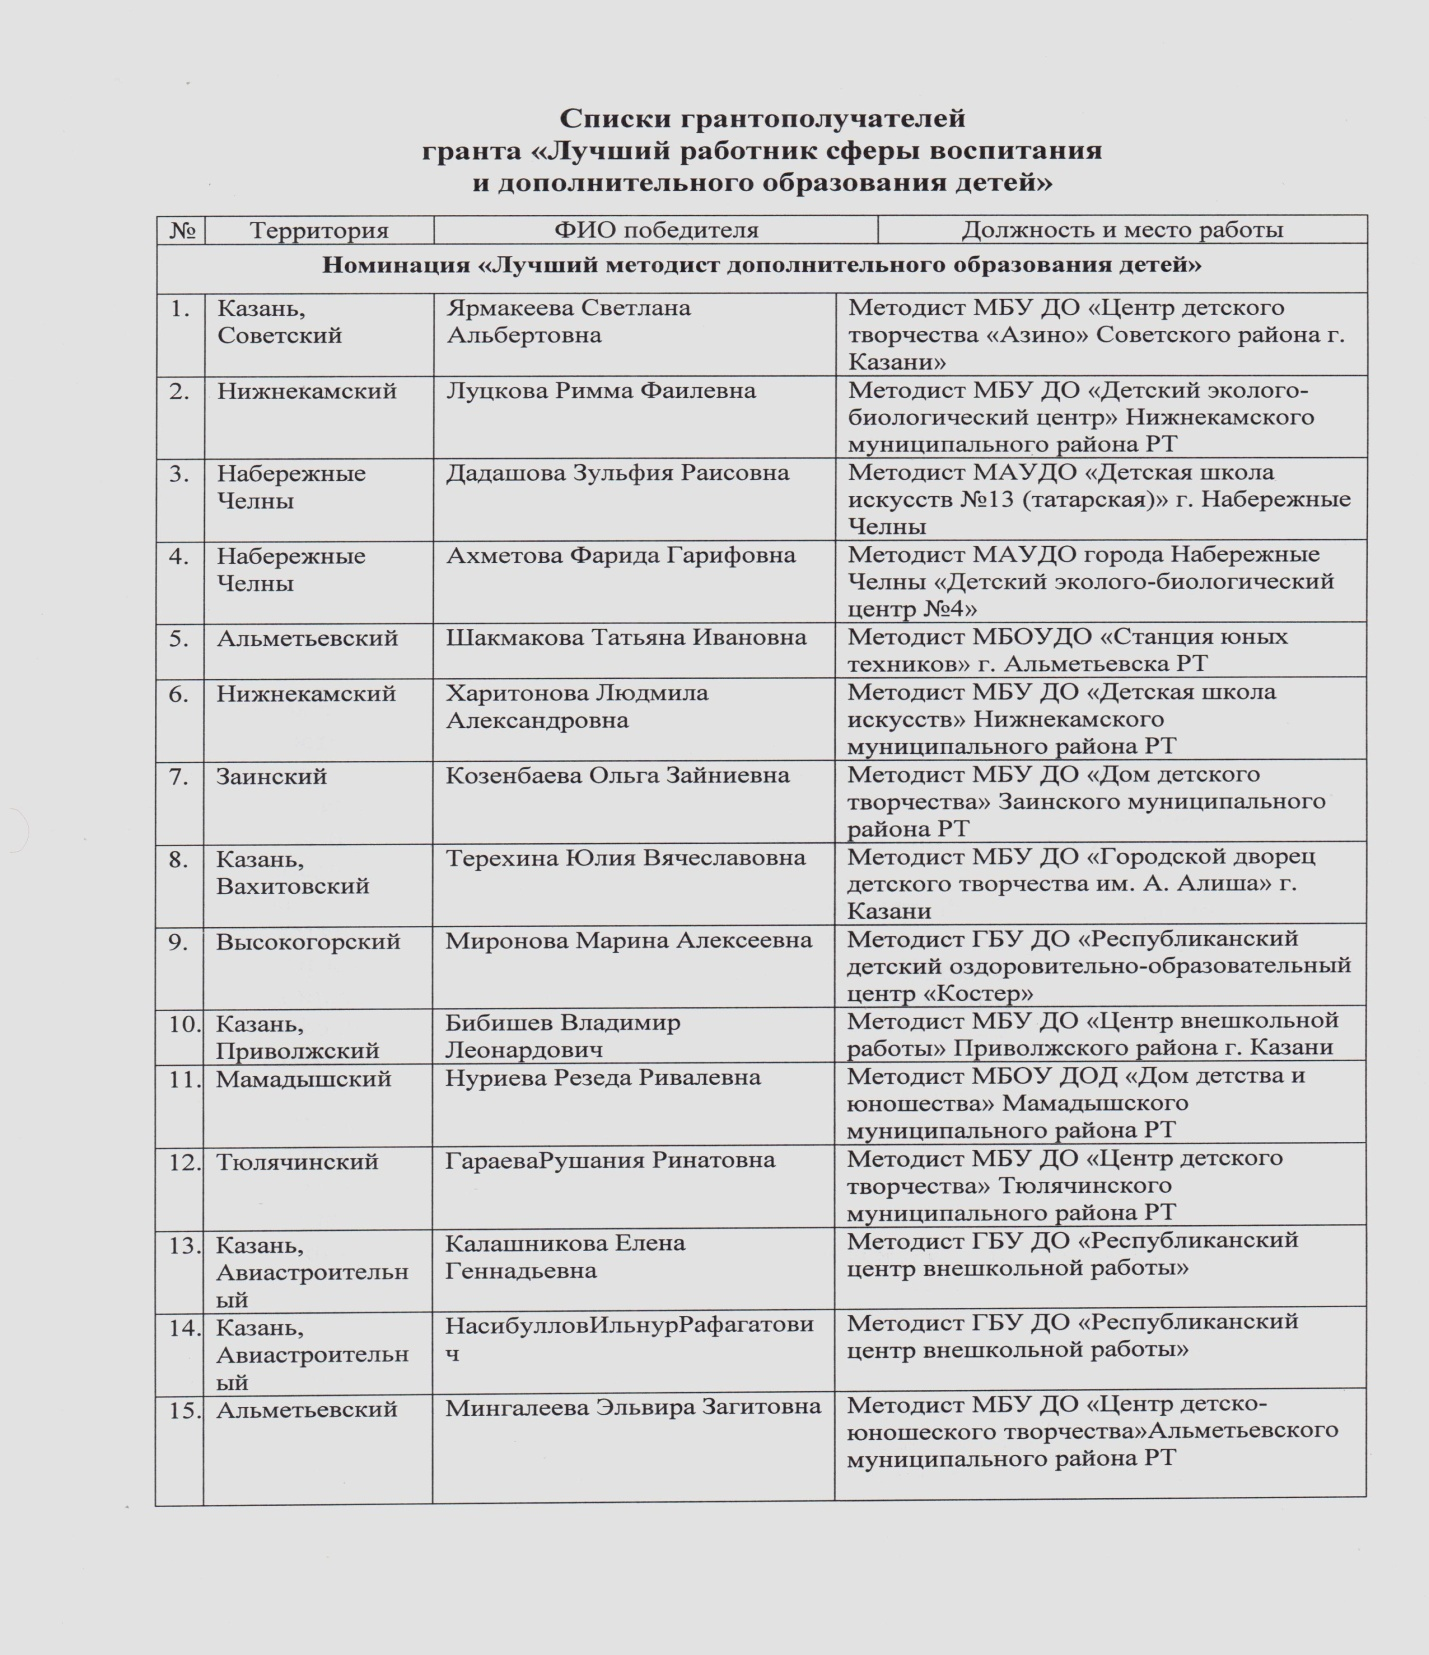 Списки грантополучателей
гранта «Лучший работник сферы воспитания
и дополнительного образования детей»
№ Территория ФИО победителя Должность и место работы
Номинация «Лучший методист дополнительного образования детей»
1. Казань, Ярмакеева Светлана Методист МБУ ДО «Центр детского
Советский Альбертовна творчества «Азино» Советского района г.
Казани»
2. Нижнекамский Луцкова Римма Фаилевна Методист МБУ ДО «Детский эколого-
биологический центр» Нижнекамского
муниципального района РТ
3. Набережные Дадашова Зульфия Раисовна Методист МАУДО «Детская школа
Челны искусств №13 (татарская)» г. Набережные
Челны
4. Набережные Ахметова Фарида Гарифовна Методист МАУДО города Набережные
Челны Челны «Детский эколого-биологический
центр №4»
5. Альметьевский Шакмакова Татьяна Ивановна Методист МБОУДО «Станция юных
техников» г. Альметьевска РТ
6. Нижнекамский Харитонова Людмила Методист МБУ ДО «Детская школа
Александровна искусств» Нижнекамского
муниципального района РТ
7. Заинский Козенбаева Ольга Зайниевна Методист МБУ ДО «Дом детского
творчества» Заинского муниципального
района РТ
8. Казань, Терехина Юлия Вячеславовна Методист МБУ ДО «Городской дворец
Вахитовский детского творчества им. А. Алиша» г.
Казани
9. Высокогорский Миронова Марина Алексеевна Методист ГБУ ДО «Республиканский
детский оздоровительно-образовательный
центр «Костер»
10. Казань, Бибишев Владимир Методист МБУ ДО «Центр внешкольной
Приволжский Леонардович работы» Приволжского района г. Казани
11. Мамадышский Нуриева Резеда Ривалевна Методист МБОУ ДОД «Дом детства и
юношества» Мамадышского
муниципального района РТ
12. Тюлячинский ГараеваРушания Ринатовна Методист МБУ ДО «Центр детского
творчества» Тюлячинского
муниципального района РТ
13. Казань, Калашникова Елена Методист ГБУ ДО «Республиканский
Авиастроительн Геннадьевна центр внешкольной работы»
ый
14. Казань, НасибулловИльнурРафагатови Методист ГБУ ДО «Республиканский
Авиастроительн ч центр внешкольной работы»
ый
15. Альметьевский Мингалеева Эльвира Загитовна Методист МБУ ДО «Центр детско-
юношеского творчества»Альметьевского
муниципального района РТ